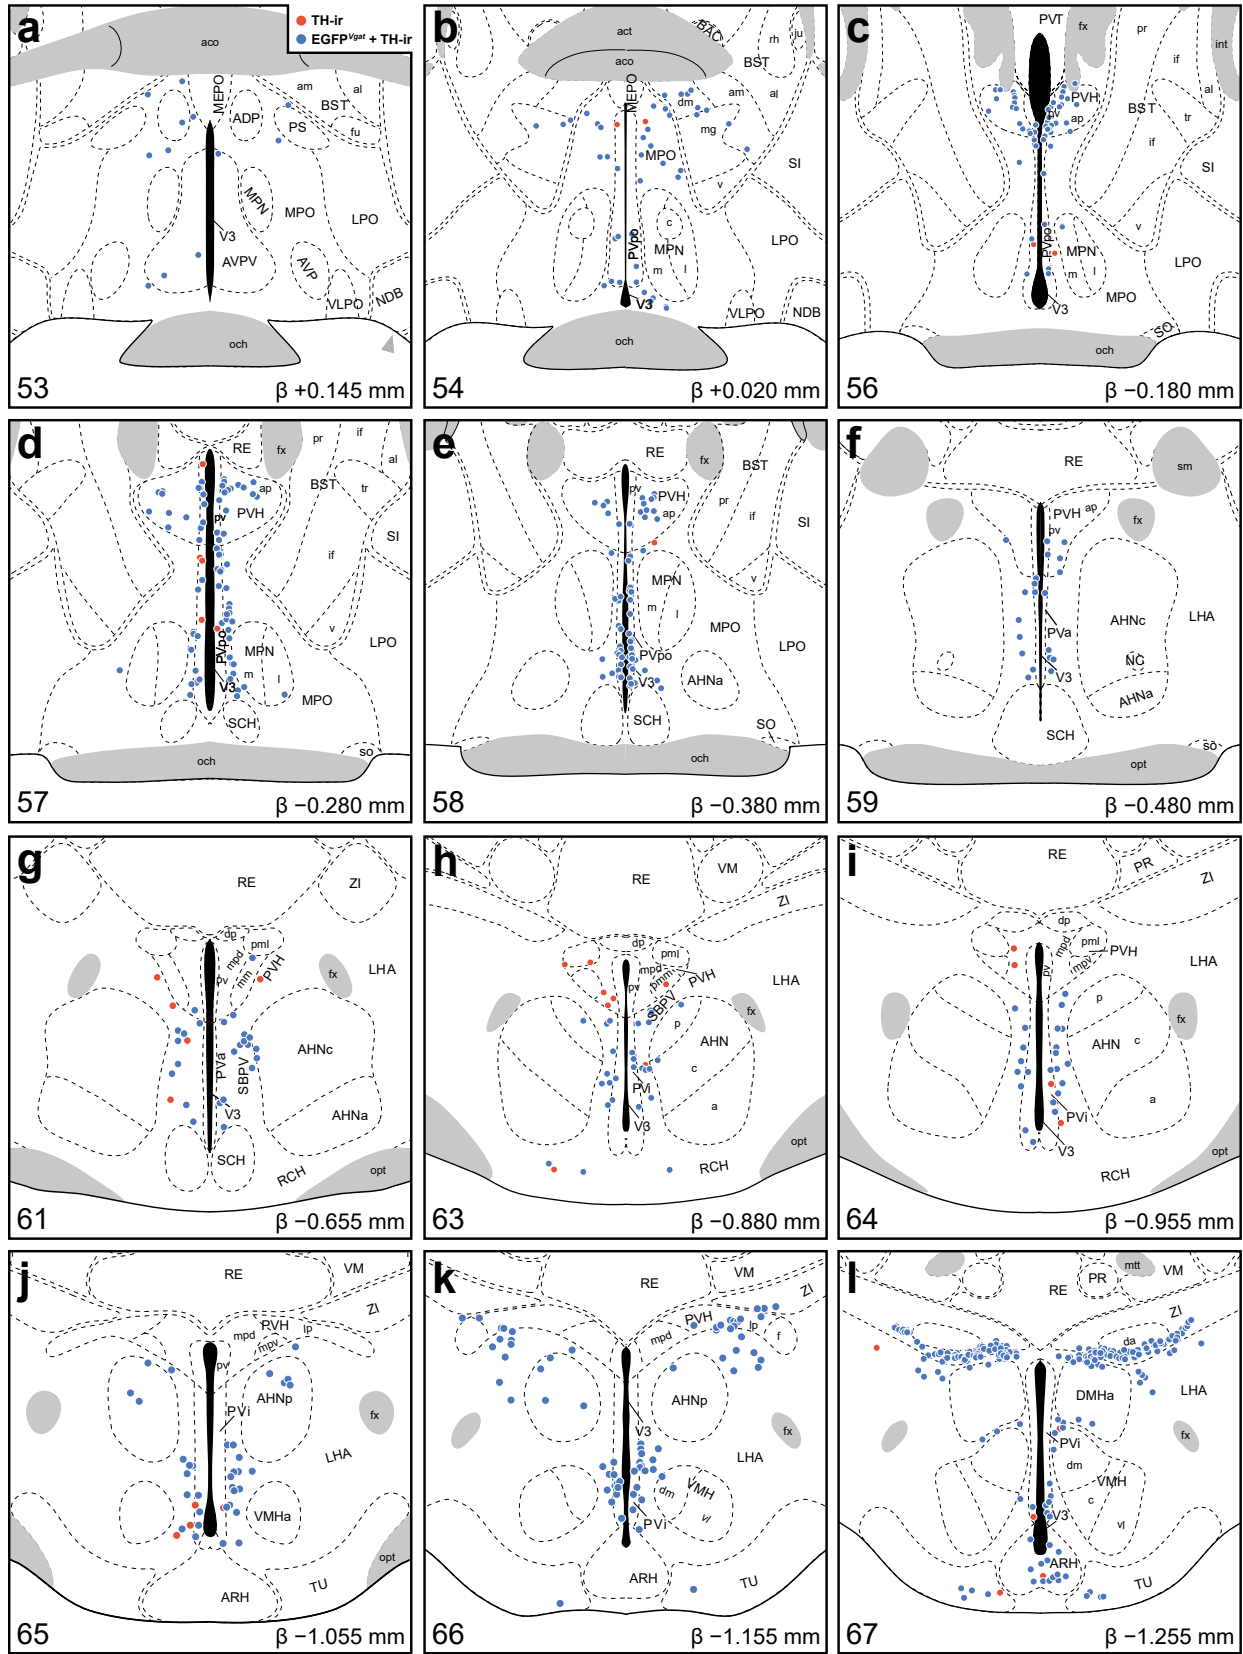 a
TH-ir
EGFPVgat + TH-ir
aco
MEPO
am
al
BST
ADP
PS
fu
MPN
MPO
LPO
V3
AVPV
AVP
VLPO
NDB
och
53
β +0.145 mm
b
act
BAC
rh
ju
aco
BST
MEPO
am
al
dm
mg
MPO
SI
v
c
PVpo
MPN
LPO
m
l
V3
VLPO
NDB
och
54
β +0.020 mm
c
PVT
fx
pr
int
if
PVH
al
BST
pv
ap
tr
if
SI
v
PVpo
MPN
LPO
m
l
MPO
V3
SO
och
56
β −0.180 mm
d
RE
fx
pr
if
al
ap
BST
tr
pv
PVH
SI
if
v
PVpo
MPN
LPO
m
l
V3
MPO
SCH
so
och
57
β −0.280 mm
e
RE
fx
BST
pv
PVH
pr
ap
if
SI
MPN
v
m
l
MPO
LPO
PVpo
V3
AHNa
SCH
SO
och
58
β −0.380 mm
f
RE
sm
PVH
ap
fx
pv
AHNc
LHA
PVa
NC
V3
AHNa
SCH
so
opt
59
β −0.480 mm
g
RE
ZI
dp
pml
mpd
PVH
pv
mm
fx
LHA
PVa
SBPV
AHNc
V3
AHNa
SCH
RCH
opt
61
β −0.655 mm
h
RE
VM
ZI
dp
pml
mpd
PVH
pmm
pv
LHA
SBPV
fx
p
AHN
c
PVi
a
V3
opt
RCH
63
β −0.880 mm
i
RE
PR
ZI
dp
mpd
pml
PVH
mpv
LHA
pv
p
fx
AHN
c
a
PVi
V3
opt
RCH
64
β −0.955 mm
j
RE
VM
ZI
PVH
lp
mpd
mpv
pv
AHNp
PVi
fx
LHA
VMHa
opt
ARH
TU
65
β −1.055 mm
k
RE
VM
ZI
PVH
lp
mpd
f
AHNp
V3
fx
LHA
dm
VMH
vl
PVi
ARH
TU
66
β −1.155 mm
l
mtt
RE
PR
VM
ZI
da
DMHa
LHA
fx
PVi
dm
VMH
c
V3
vl
ARH
TU
67
β −1.255 mm